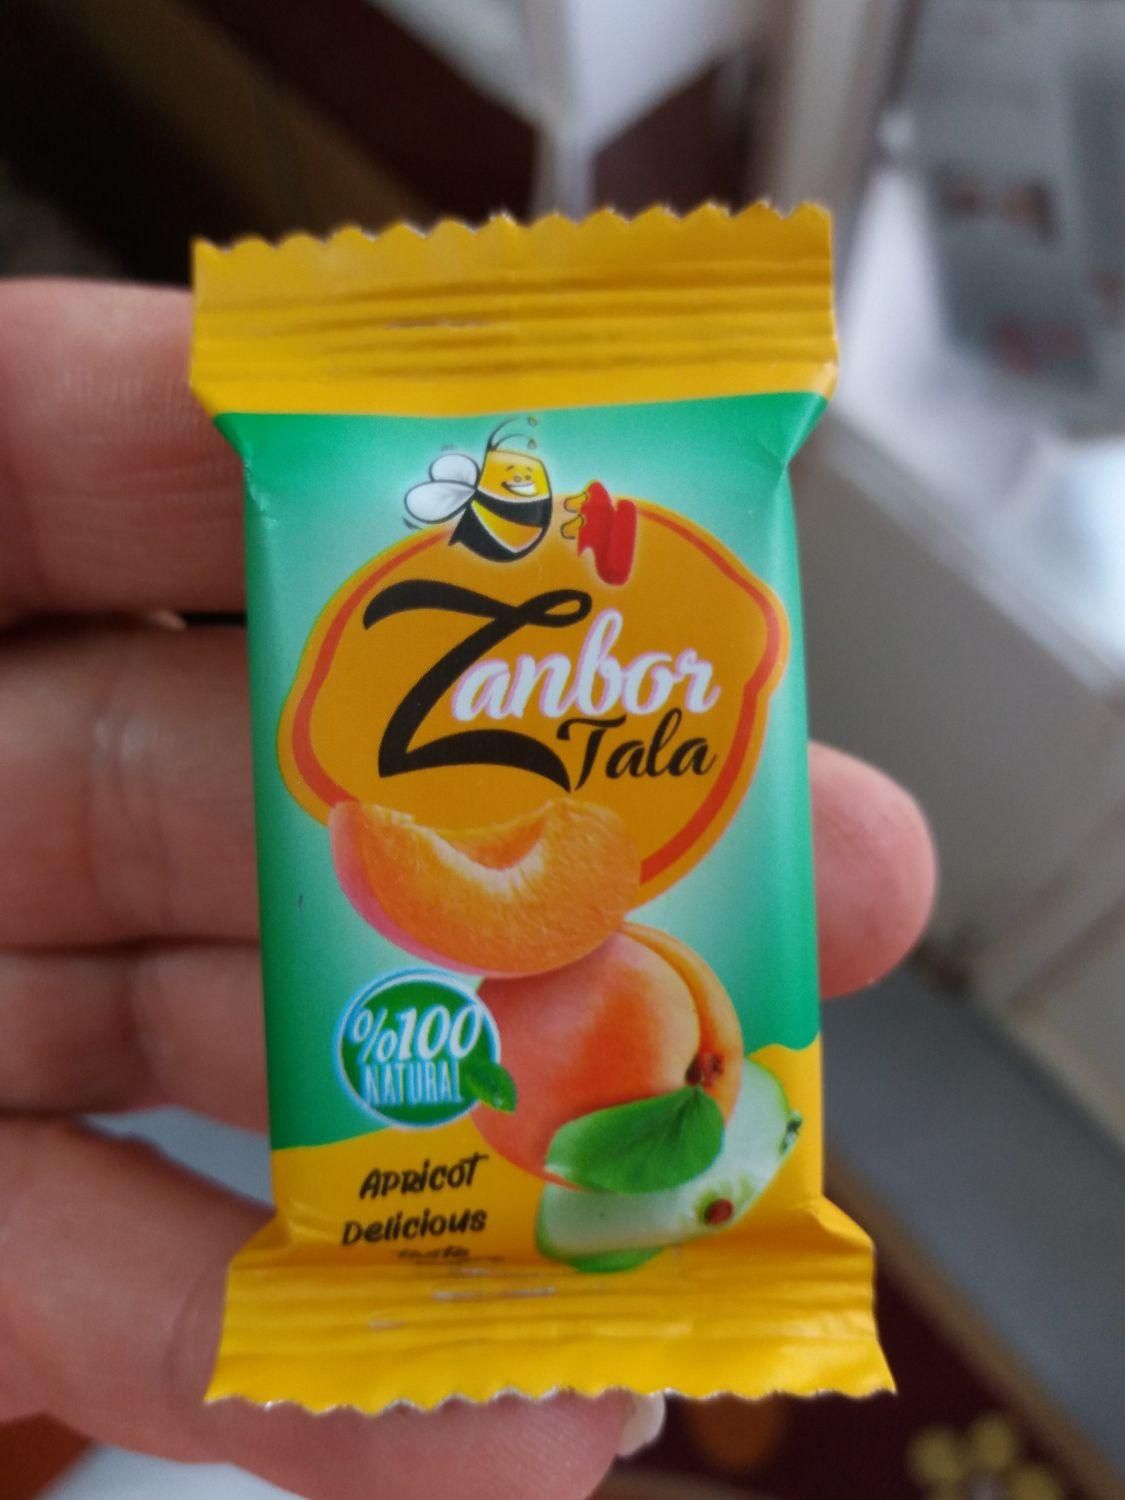 Zanbor
Tala
%100
NATURAL
APRICOT
Delicious